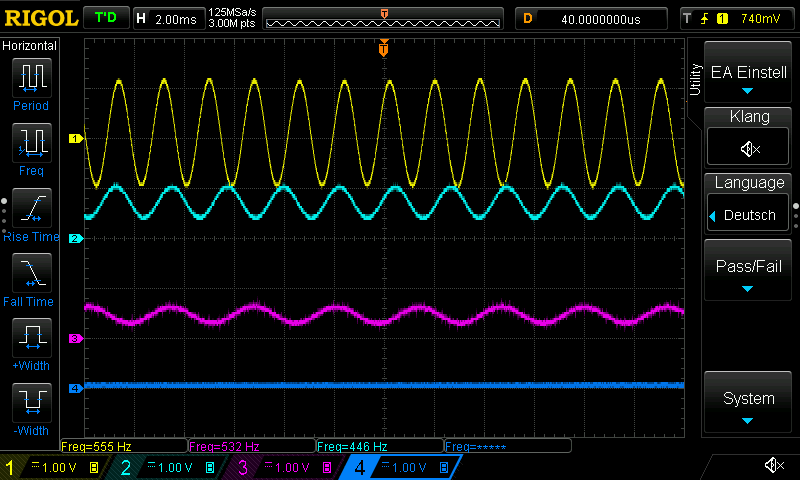 RIGOL T'D H 2.00ms 125MSa/s D 40.0000000us T 1 740mV
3.00M pts
Horizontal
Period
Freq
Rise Time
Fall Time
+Width
-Width
T
T
1
2
3
4
Utility
EA Einstell
Klang
Language
Deutsch
Pass/Fail
System
Freq=555 Hz Freq=532 Hz Freq=446 Hz Freq=*****
1 1.00 V B 2 1.00 V B 3 1.00 V B 4 1.00 V B